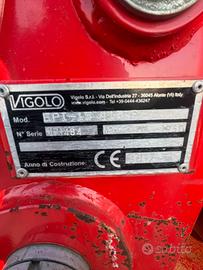 VIGOLO
Vigolo S.r.l. - Via Dell'industria 27 - 36045 Alonte (VI) Italy
www.vigolo.com - Tel +39-0444-436247
Mod.
N° Serie
Anno di Costruzione:
CE
subito